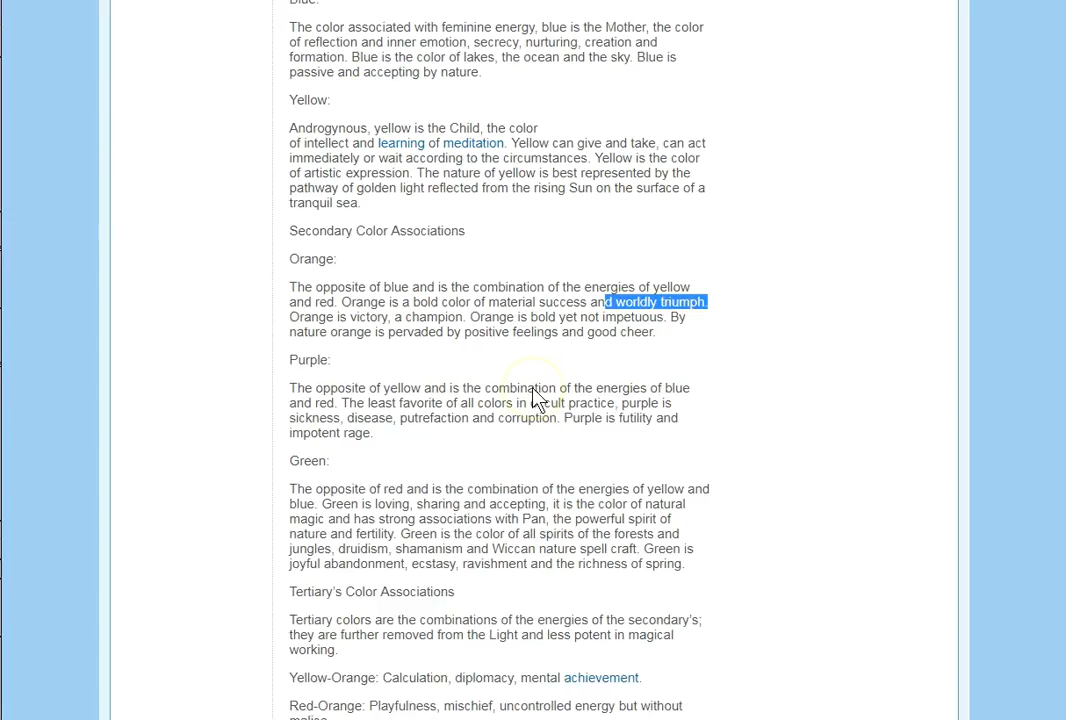 Blue:
The color associated with feminine energy, blue is the Mother, the color
of reflection and inner emotion, secrecy, nurturing, creation and
formation. Blue is the color of lakes, the ocean and the sky. Blue is
passive and accepting by nature.
Yellow:
Androgynous, yellow is the Child, the color
of intellect and learning of meditation. Yellow can give and take, can act
immediately or wait according to the circumstances. Yellow is the color
of artistic expression. The nature of yellow is best represented by the
pathway of golden light reflected from the rising Sun on the surface of a
tranquil sea.
Secondary Color Associations
Orange:
The opposite of blue and is the combination of the energies of yellow
and red. Orange is a bold color of material success and worldly triumph.
Orange is victory, a champion. Orange is bold yet not impetuous. By
nature orange is pervaded by positive feelings and good cheer.
Purple:
The opposite of yellow and is the combination of the energies of blue
and red. The least favorite of all colors in occult practice, purple is
sickness, disease, putrefaction and corruption. Purple is futility and
impotent rage.
Green:
The opposite of red and is the combination of the energies of yellow and
blue. Green is loving, sharing and accepting, it is the color of natural
magic and has strong associations with Pan, the powerful spirit of
nature and fertility. Green is the color of all spirits of the forests and
jungles, druidism, shamanism and Wiccan nature spell craft. Green is
joyful abandonment, ecstasy, ravishment and the richness of spring.
Tertiary's Color Associations
Tertiary colors are the combinations of the energies of the secondary's;
they are further removed from the Light and less potent in magical
working.
Yellow-Orange: Calculation, diplomacy, mental achievement.
Red-Orange: Playfulness, mischief, uncontrolled energy but without
malice.